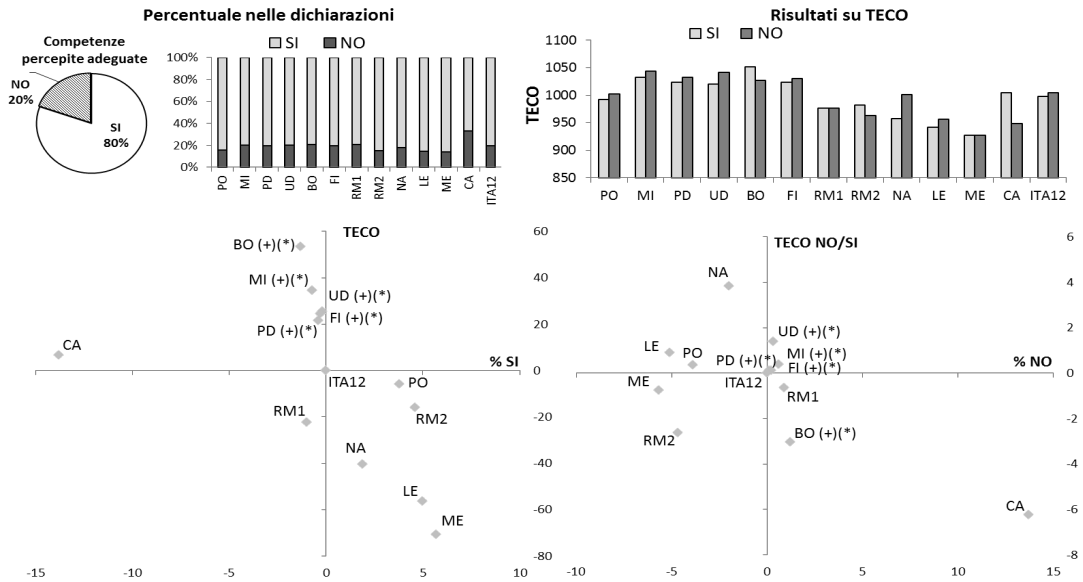 Percentuale nelle dichiarazioni
Competenze
percepite adeguate
NO
20%
SI
80%
SI NO
100%
80%
60%
40%
20%
0%
PO MI PD UD BO FI RM1 RM2 NA LE ME CA ITA12
Risultati su TECO
SI NO
TECO
1100
1050
1000
950
900
850
PO MI PD UD BO FI RM1 RM2 NA LE ME CA ITA12
TECO
60
BO (+)(*)
MI (+)(*)
40
UD (+)(*)
FI (+)(*)
PD (+)(*)
20
CA
% SI
0
ITA12
PO
RM1
RM2
-20
NA
-40
LE
ME
-60
-80
-15 -10 -5 0 5 10
TECO NO/SI
6
NA
4
UD (+)(*)
2
LE
PO
PD (+)(*)
MI (+)(*)
FI (+)(*)
% NO
0
ME
ITA12
RM1
RM2
-2
BO (+)(*)
-4
CA
-6
-8
-10 -5 0 5 10 15